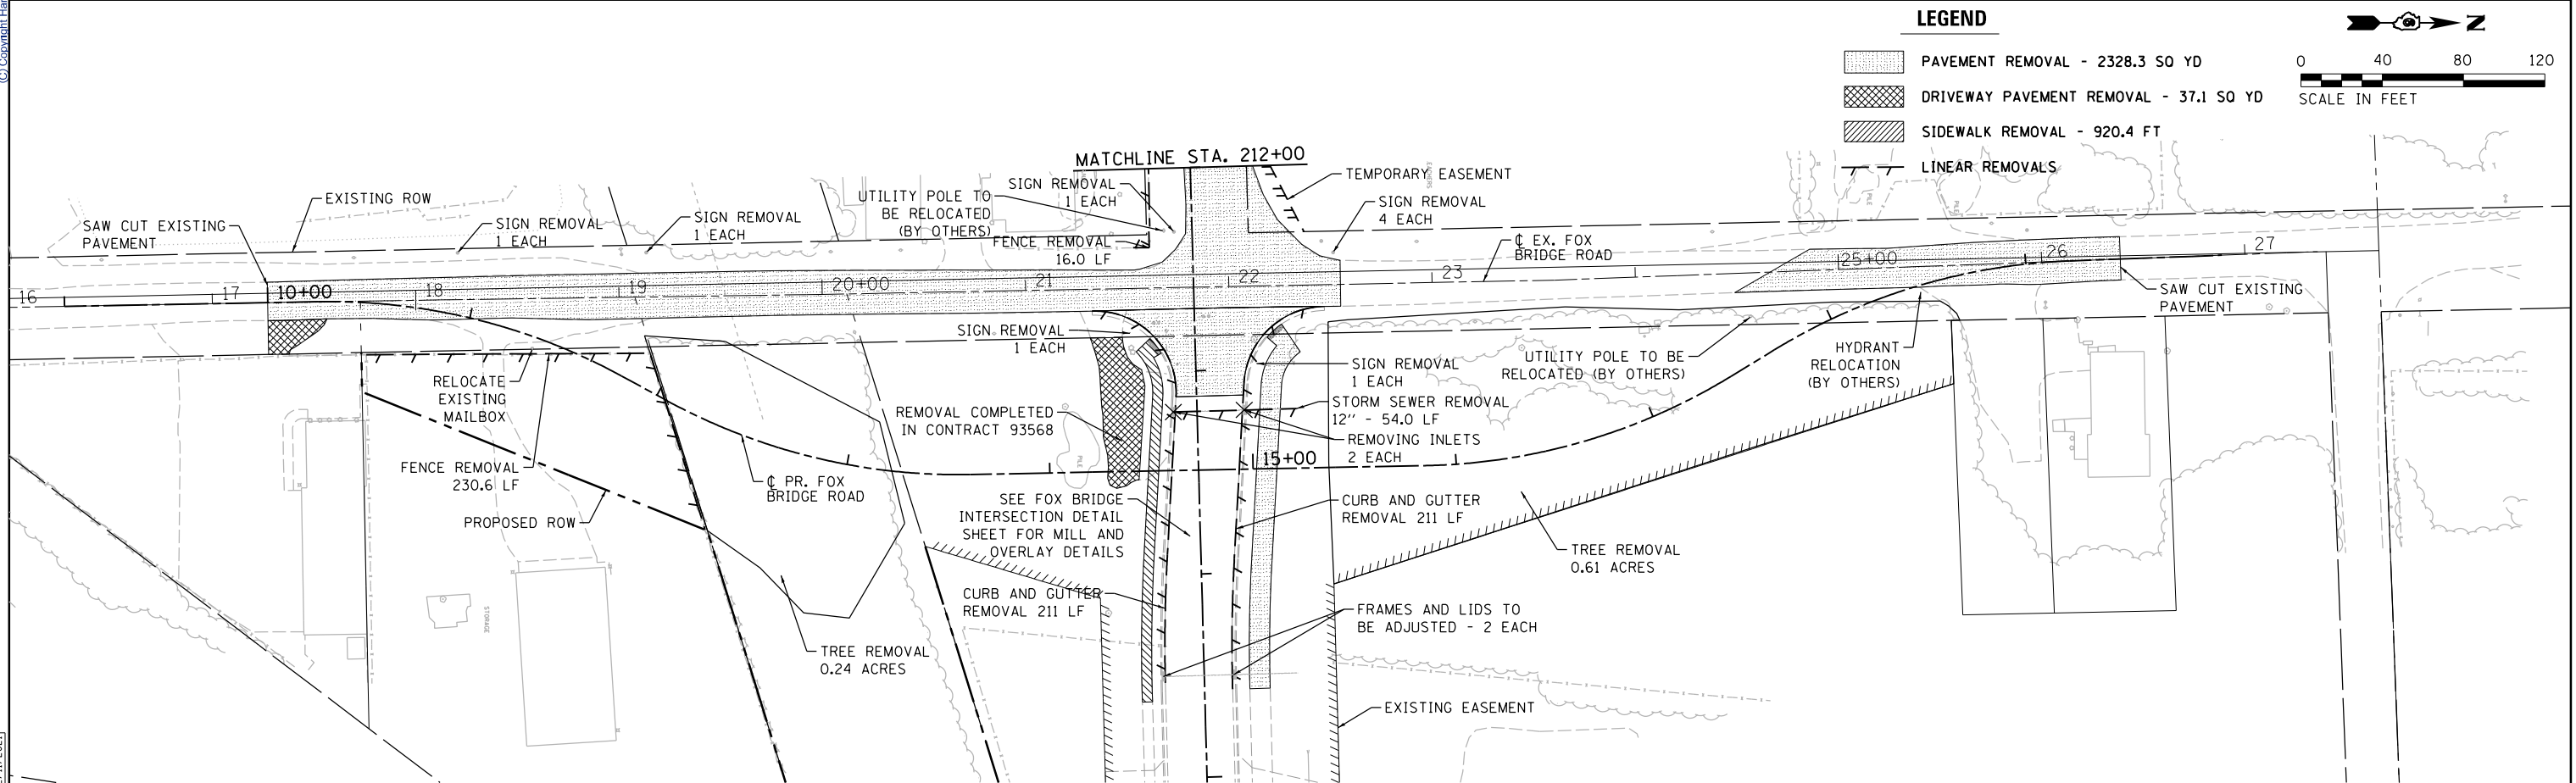 LEGEND
N
PAVEMENT REMOVAL - 2328.3 SQ YD
0 40 80 120
DRIVEWAY PAVEMENT REMOVAL - 37.1 SQ YD
SCALE IN FEET
SIDEWALK REMOVAL - 920.4 FT
LINEAR REMOVALS
MATCHLINE STA. 212+00
TEMPORARY EASEMENT
SIGN REMOVAL
1 EACH
UTILITY POLE TO
BE RELOCATED
(BY OTHERS)
SIGN REMOVAL
4 EACH
EXISTING ROW
SAW CUT EXISTING
PAVEMENT
SIGN REMOVAL
1 EACH
SIGN REMOVAL
1 EACH
FENCE REMOVAL
16.0 LF
℄ EX. FOX
BRIDGE ROAD
16 17 10+00 18 19 20+00 21 22 23 25+00 26 27
SAW CUT EXISTING
PAVEMENT
SIGN REMOVAL
1 EACH
SIGN REMOVAL
1 EACH
UTILITY POLE TO BE
RELOCATED (BY OTHERS)
HYDRANT
RELOCATION
(BY OTHERS)
RELOCATE
EXISTING
MAILBOX
REMOVAL COMPLETED
IN CONTRACT 93568
STORM SEWER REMOVAL
12" - 54.0 LF
REMOVING INLETS
2 EACH
15+00
FENCE REMOVAL
230.6 LF
℄ PR. FOX
BRIDGE ROAD
PILE
PILE
PILE
PROPOSED ROW
SEE FOX BRIDGE
INTERSECTION DETAIL
SHEET FOR MILL AND
OVERLAY DETAILS
CURB AND GUTTER
REMOVAL 211 LF
TREE REMOVAL
0.61 ACRES
CURB AND GUTTER
REMOVAL 211 LF
FRAMES AND LIDS TO
BE ADJUSTED - 2 EACH
STORAGE
TREE REMOVAL
0.24 ACRES
EXISTING EASEMENT
(C) Copyright